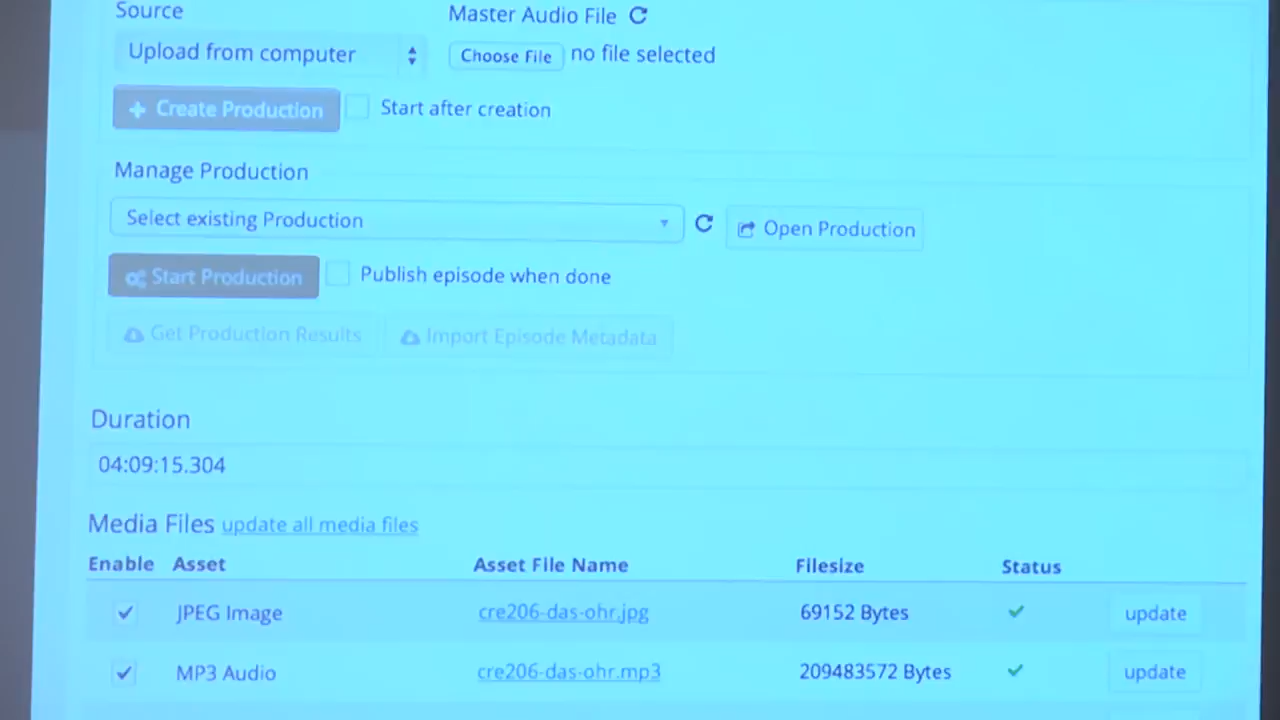 Source
Master Audio File
Upload from computer
Choose File no file selected
Create Production
Start after creation
Manage Production
Select existing Production
Open Production
Start Production
Publish episode when done
Get Production Results
Import Episode Metadata
Duration
04:09:15.304
Media Files update all media files
Enable Asset Asset File Name Filesize Status
JPEG Image cre206-das-ohr.jpg 69152 Bytes update
MP3 Audio cre206-das-ohr.mp3 209483572 Bytes update